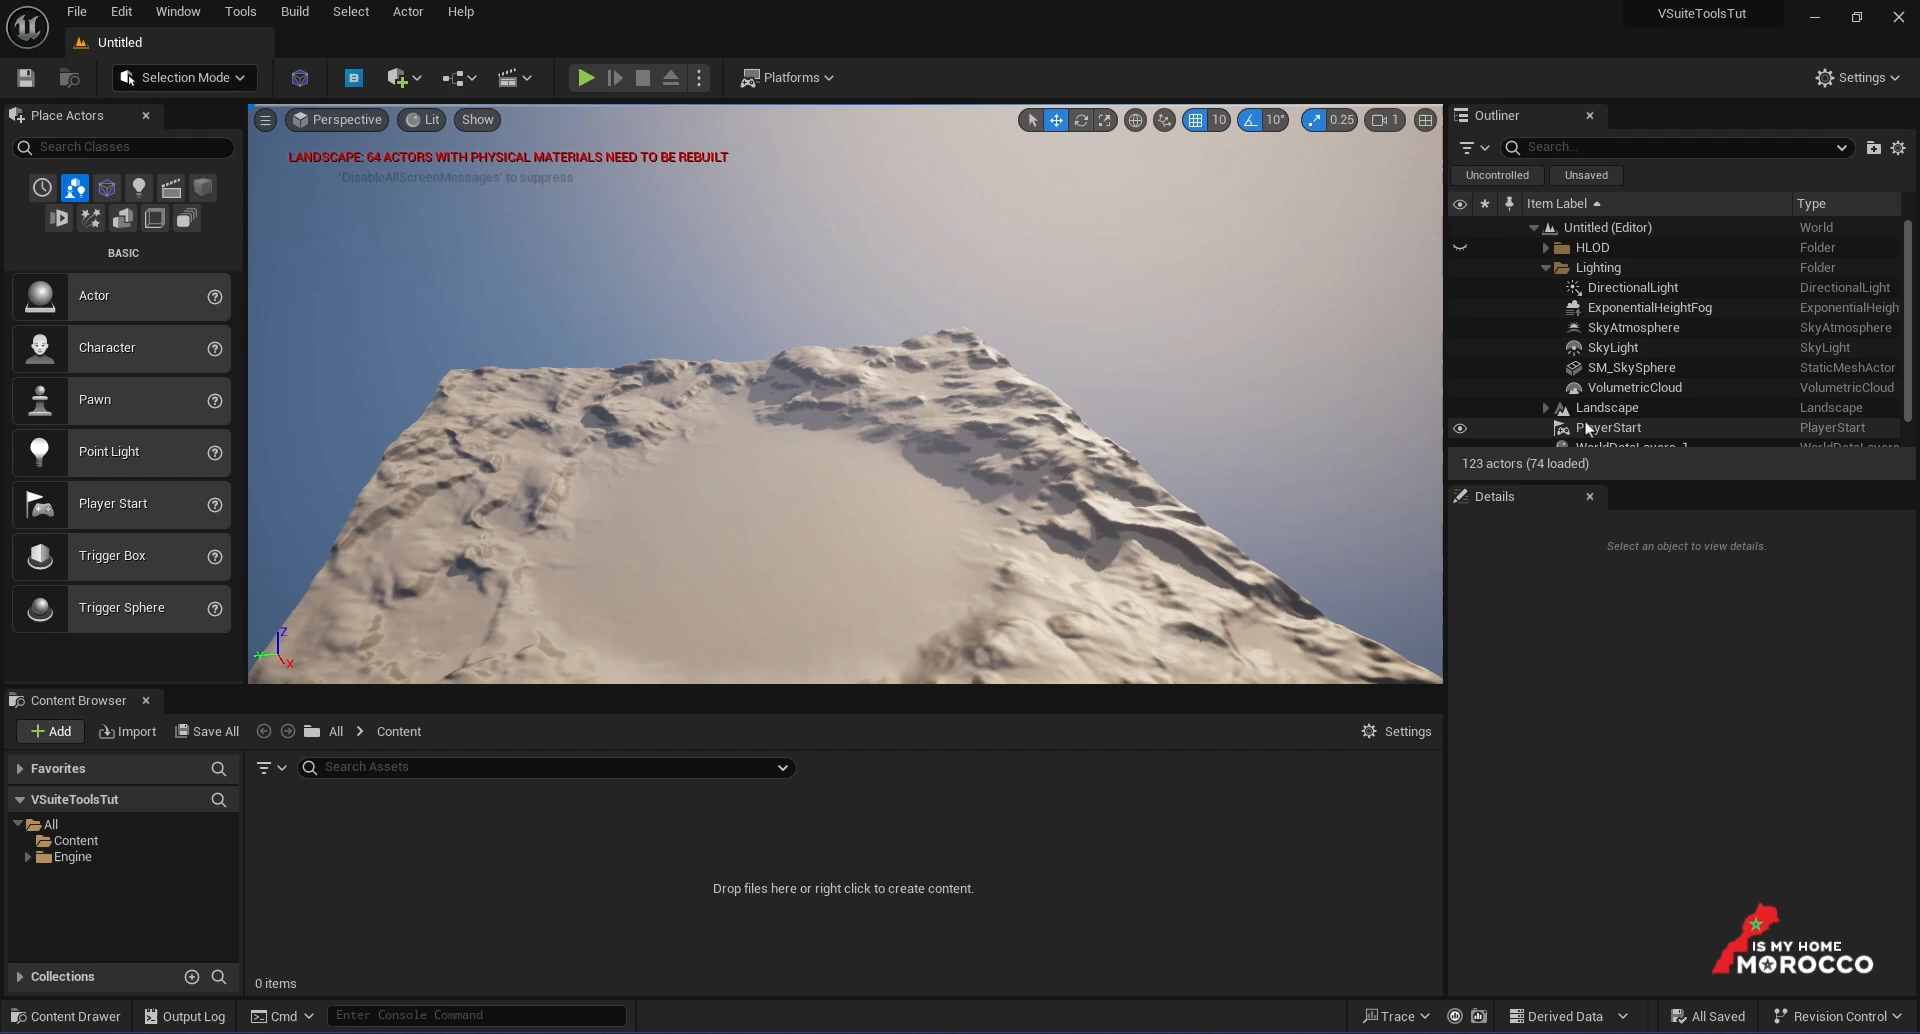 File Edit Window Tools Build Select Actor Help
VSuiteToolsTut
Untitled
Selection Mode
Platforms
Settings
Place Actors
Search Classes
BASIC
Actor
Character
Pawn
Point Light
Player Start
Trigger Box
Trigger Sphere
Perspective
Lit
Show
10
10°
0.25
1
LANDSCAPE: 64 ACTORS WITH PHYSICAL MATERIALS NEED TO BE REBUILT
'DisableAllScreenMessages' to suppress
Z
Y
X
Outliner
Search...
Uncontrolled Unsaved
Item Label Type
Untitled (Editor) World
HLOD Folder
Lighting Folder
DirectionalLight DirectionalLight
ExponentialHeightFog ExponentialHeigh
SkyAtmosphere SkyAtmosphere
SkyLight SkyLight
SM_SkySphere StaticMeshActor
VolumetricCloud VolumetricCloud
Landscape Landscape
PlayerStart PlayerStart
WorldDataLayers-1 WorldDataLayers
123 actors (74 loaded)
Details
Select an object to view details.
Content Browser
Add Import Save All All Content Settings
Favorites
Search Assets
VSuiteToolsTut
All
Content
Engine
Drop files here or right click to create content.
Collections
0 items
IS MY HOME
MOROCCO
Content Drawer Output Log Cmd Enter Console Command Trace Derived Data All Saved Revision Control